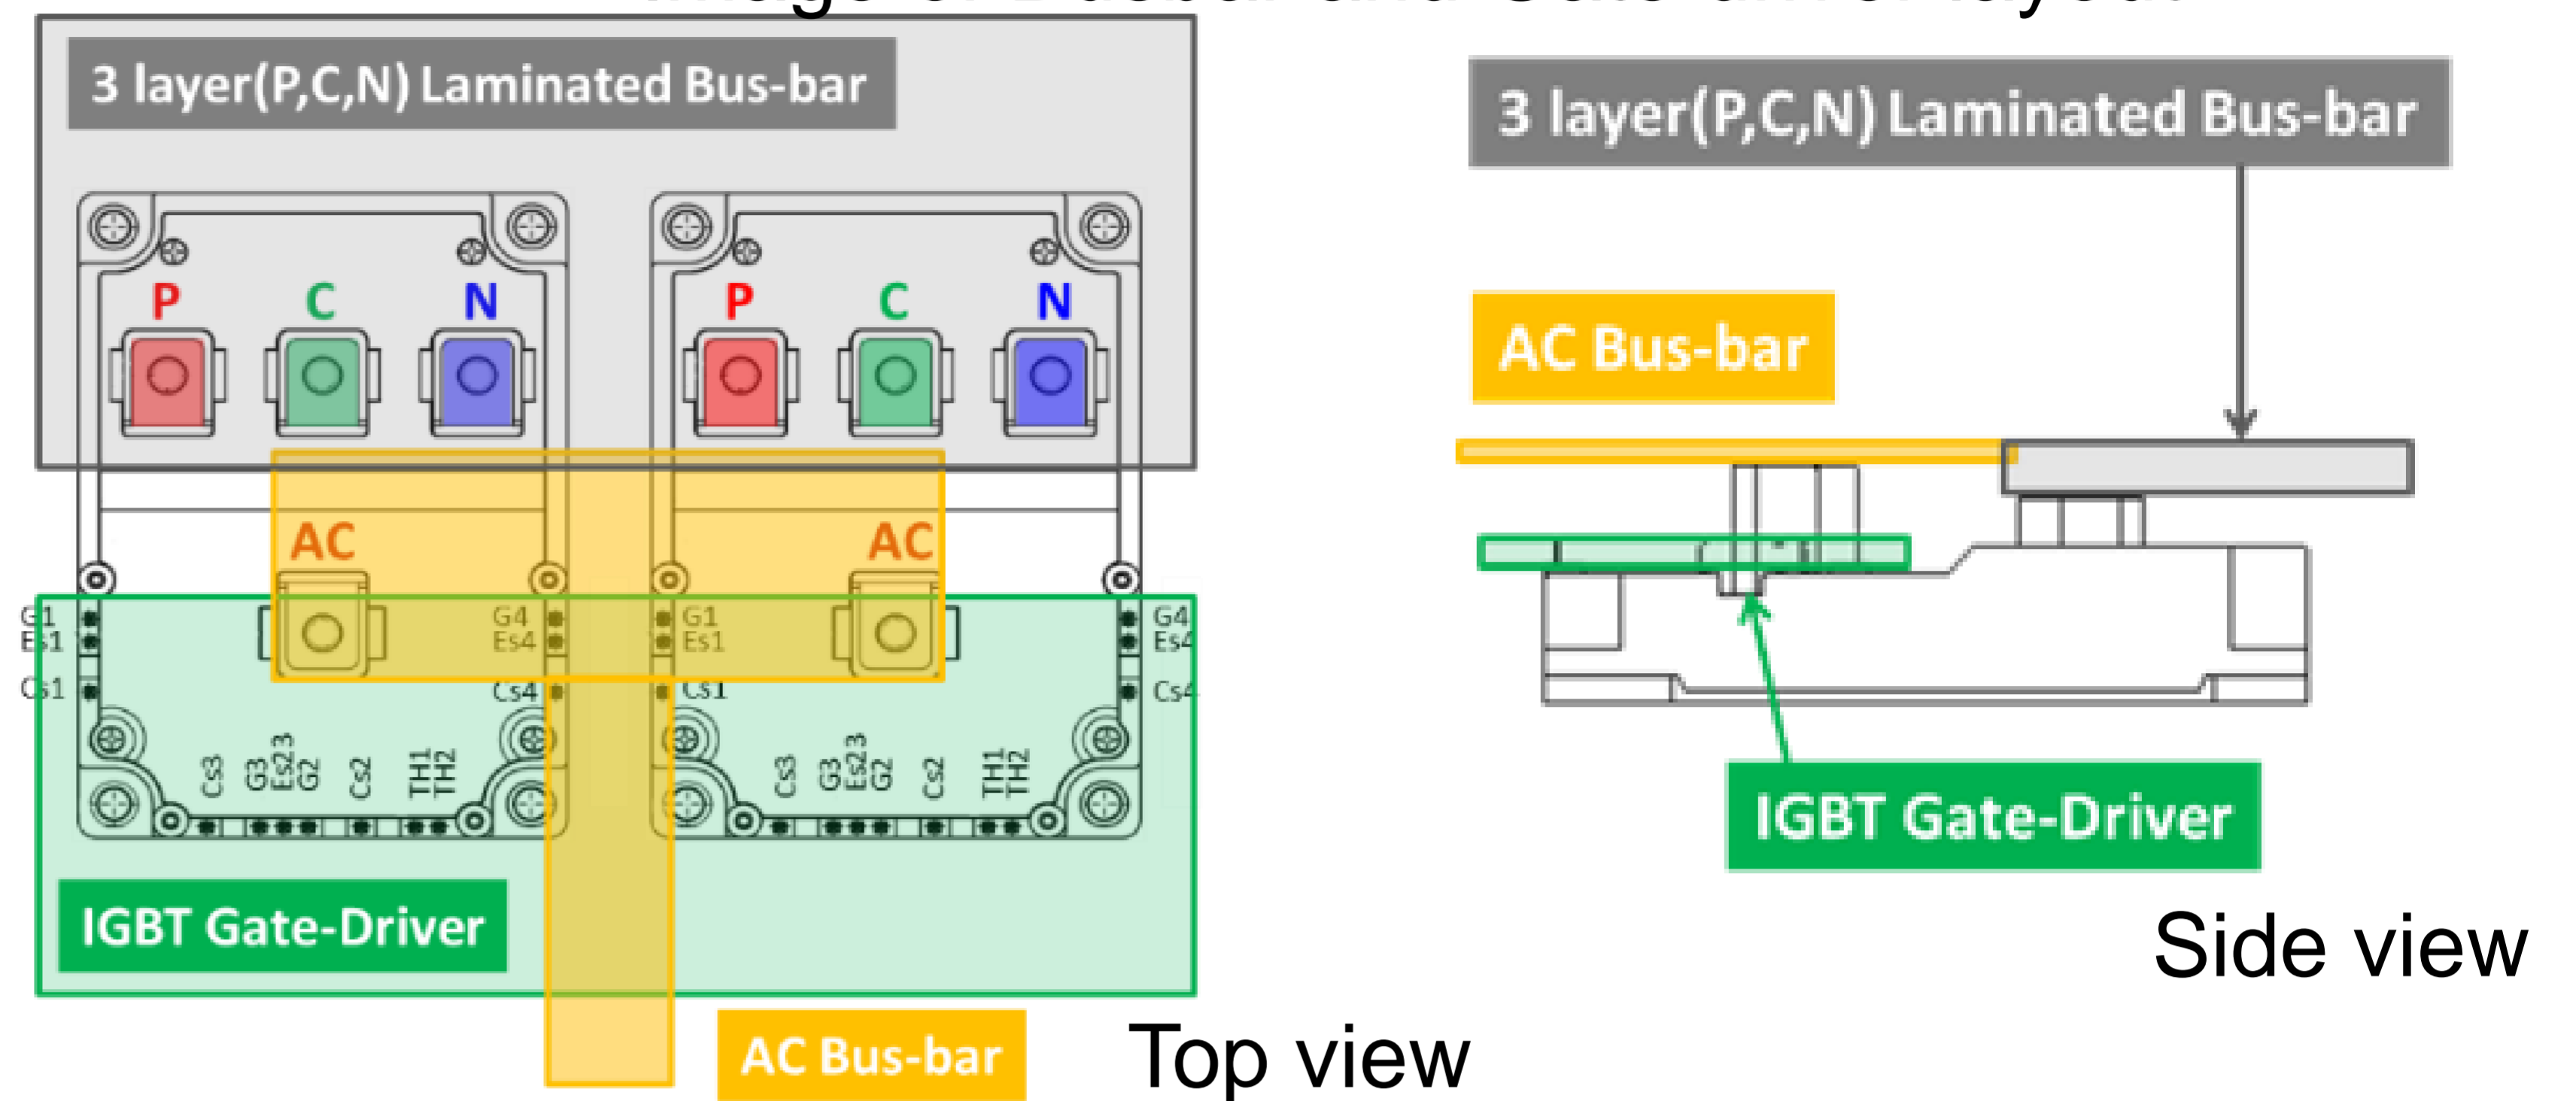 3 layer(P,C,N) Laminated Bus-bar
P C N
P C N
AC
AC
G1
Es1
Cs1
G4
Es4
Cs4
G1
Es1
Cs1
G4
Es4
Cs4
Cs3 G3 Es23 G2 Cs2 TH1 TH2
Cs3 G3 Es23 G2 Cs2 TH1 TH2
IGBT Gate-Driver
AC Bus-bar
Top view
3 layer(P,C,N) Laminated Bus-bar
AC Bus-bar
IGBT Gate-Driver
Side view